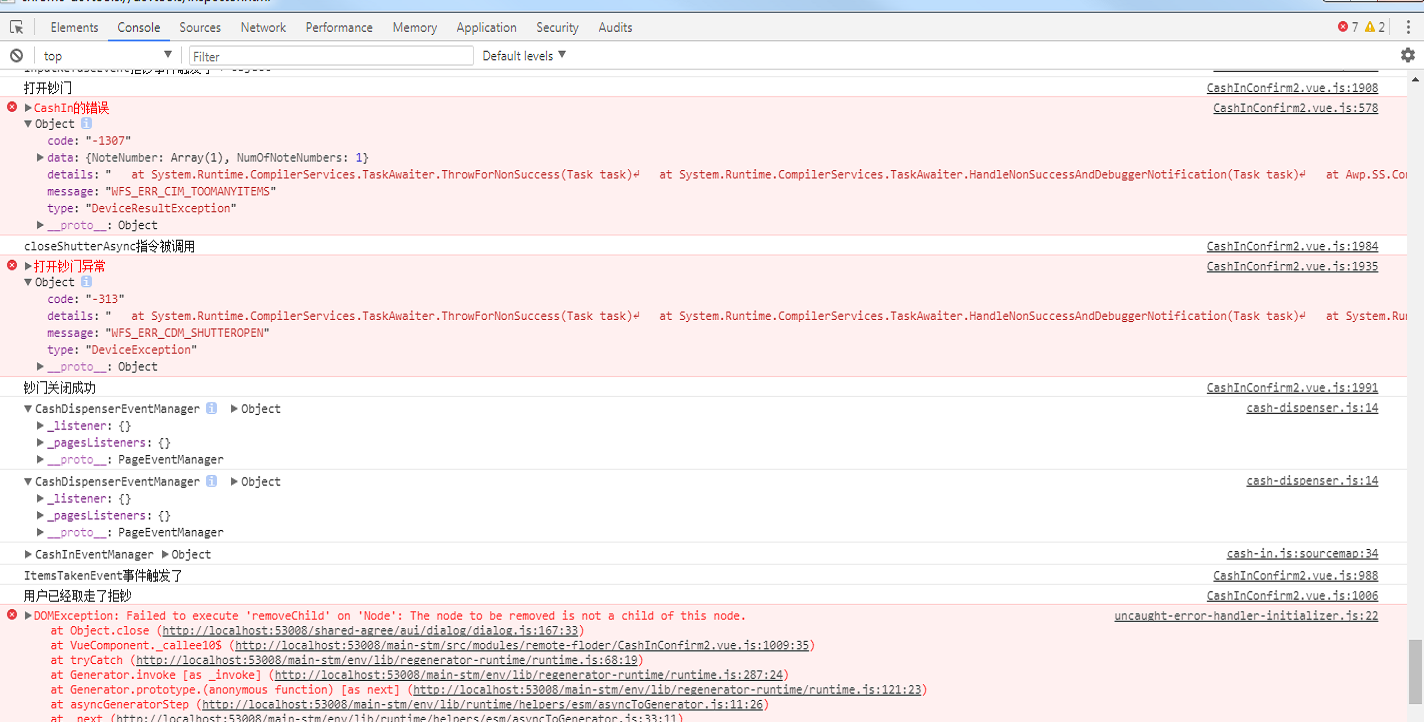 Elements Console Sources Network Performance Memory Application Security Audits 7 2
top Filter Default levels
打开钞门 CashInConfirm2.vue.js:1908
CashIn的错误 CashInConfirm2.vue.js:578
Object
code: "-1307"
data: {NoteNumber: Array(1), NumOfNoteNumbers: 1}
details: " at System.Runtime.CompilerServices.TaskAwaiter.ThrowForNonSuccess(Task task)↵ at System.Runtime.CompilerServices.TaskAwaiter.HandleNonSuccessAndDebuggerNotification(Task task)↵ at Awp.SS.Con
message: "WFS_ERR_CIM_TOOMANYITEMS"
type: "DeviceResultException"
__proto__: Object
closeShutterAsync指令被调用 CashInConfirm2.vue.js:1984
打开钞门异常 CashInConfirm2.vue.js:1935
Object
code: "-313"
details: " at System.Runtime.CompilerServices.TaskAwaiter.ThrowForNonSuccess(Task task)↵ at System.Runtime.CompilerServices.TaskAwaiter.HandleNonSuccessAndDebuggerNotification(Task task)↵ at System.Run
message: "WFS_ERR_CDM_SHUTTEROPEN"
type: "DeviceException"
__proto__: Object
钞门关闭成功 CashInConfirm2.vue.js:1991
CashDispenserEventManager Object cash-dispenser.js:14
_listener: {}
_pagesListeners: {}
__proto__: PageEventManager
CashDispenserEventManager Object cash-dispenser.js:14
_listener: {}
_pagesListeners: {}
__proto__: PageEventManager
CashInEventManager Object cash-in.js:sourcemap:34
ItemsTakenEvent事件触发了 CashInConfirm2.vue.js:988
用户已经取走了拒钞 CashInConfirm2.vue.js:1006
DOMException: Failed to execute 'removeChild' on 'Node': The node to be removed is not a child of this node. uncaught-error-handler-initializer.js:22
at Object.close (http://localhost:53008/shared-agree/aui/dialog/dialog.js:167:33)
at VueComponent._callee10$ (http://localhost:53008/main-stm/src/modules/remote-floder/CashInConfirm2.vue.js:1009:35)
at tryCatch (http://localhost:53008/main-stm/env/lib/regenerator-runtime/runtime.js:68:19)
at Generator.invoke [as _invoke] (http://localhost:53008/main-stm/env/lib/regenerator-runtime/runtime.js:287:24)
at Generator.prototype.(anonymous function) [as next] (http://localhost:53008/main-stm/env/lib/regenerator-runtime/runtime.js:121:23)
at asyncGeneratorStep (http://localhost:53008/main-stm/env/lib/runtime/helpers/esm/asyncToGenerator.js:11:26)
at _next (http://localhost:53008/main-stm/env/lib/runtime/helpers/esm/asyncToGenerator.js:33:11)